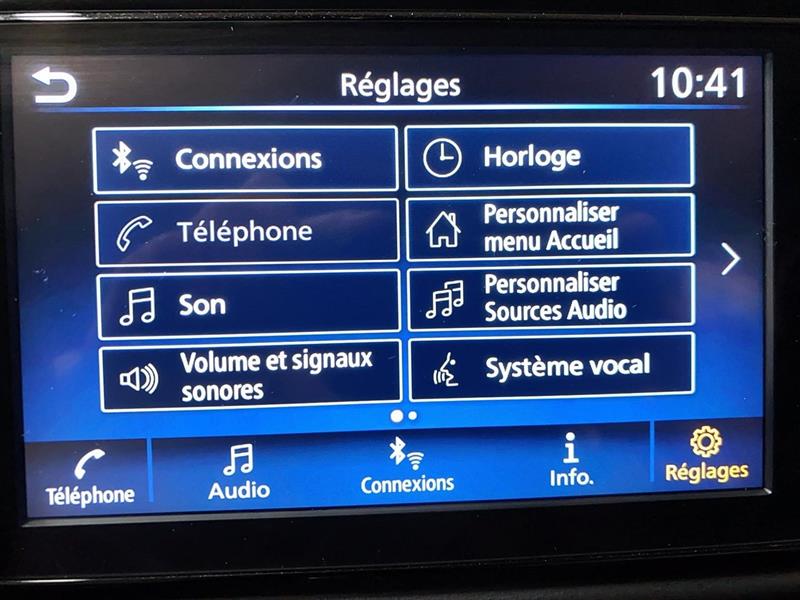 Réglages
10:41
Connexions
Horloge
Téléphone
Personnaliser
menu Accueil
Son
Personnaliser
Sources Audio
Volume et signaux
sonores
Système vocal
Téléphone
Audio
Connexions
Info.
Réglages